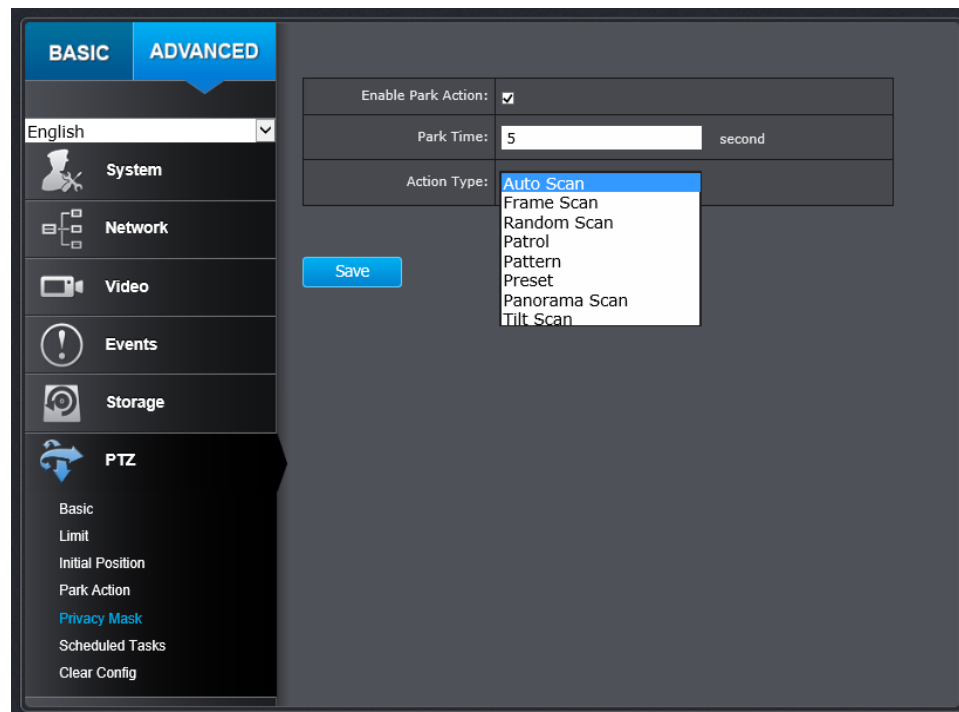 BASIC ADVANCED
English
System
Network
Video
Events
Storage
PTZ
Basic
Limit
Initial Position
Park Action
Privacy Mask
Scheduled Tasks
Clear Config
Enable Park Action:
Park Time: 5 second
Action Type: Auto Scan
Frame Scan
Random Scan
Patrol
Pattern
Preset
Panorama Scan
Tilt Scan
Save